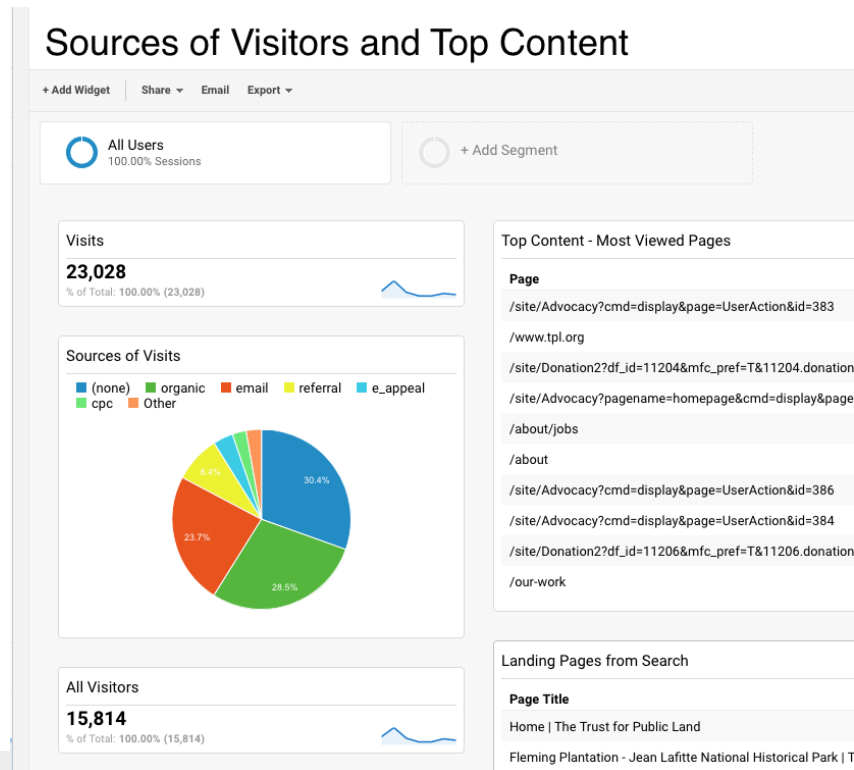 Sources of Visitors and Top Content
+ Add Widget Share Email Export
All Users
100.00% Sessions
+ Add Segment
Visits
23,028
% of Total: 100.00% (23,028)
Sources of Visits
(none) organic email referral e_appeal
cpc Other
30.4%
28.5%
23.7%
8.4%
All Visitors
15,814
% of Total: 100.00% (15,814)
Top Content - Most Viewed Pages
Page
/site/Advocacy?cmd=display&page=UserAction&id=383
/www.tpl.org
/site/Donation2?df_id=11204&mfc_pref=T&11204.donation
/site/Advocacy?pagename=homepage&cmd=display&page
/about/jobs
/about
/site/Advocacy?cmd=display&page=UserAction&id=386
/site/Advocacy?cmd=display&page=UserAction&id=384
/site/Donation2?df_id=11206&mfc_pref=T&11206.donation
/our-work
Landing Pages from Search
Page Title
Home | The Trust for Public Land
Fleming Plantation - Jean Lafitte National Historical Park | T